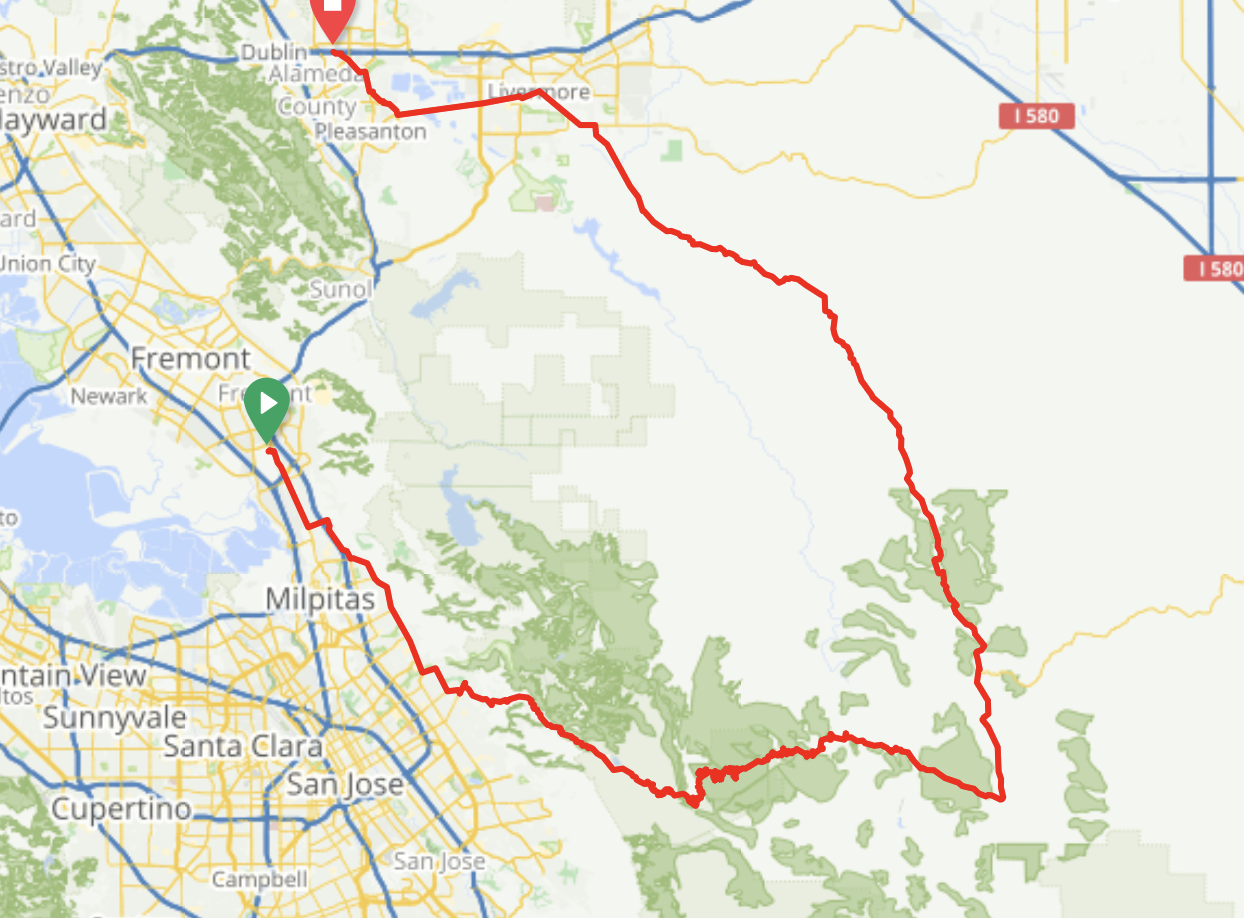 Dublin
stro Valley
Alameda
County
enzo
Livermore
ayward
Pleasanton
I 580
ard
Union City
I 580
Sunol
Fremont
Newark
to
Milpitas
ntain View
ltos
Sunnyvale
Santa Clara
San Jose
Cupertino
San Jose
Campbell